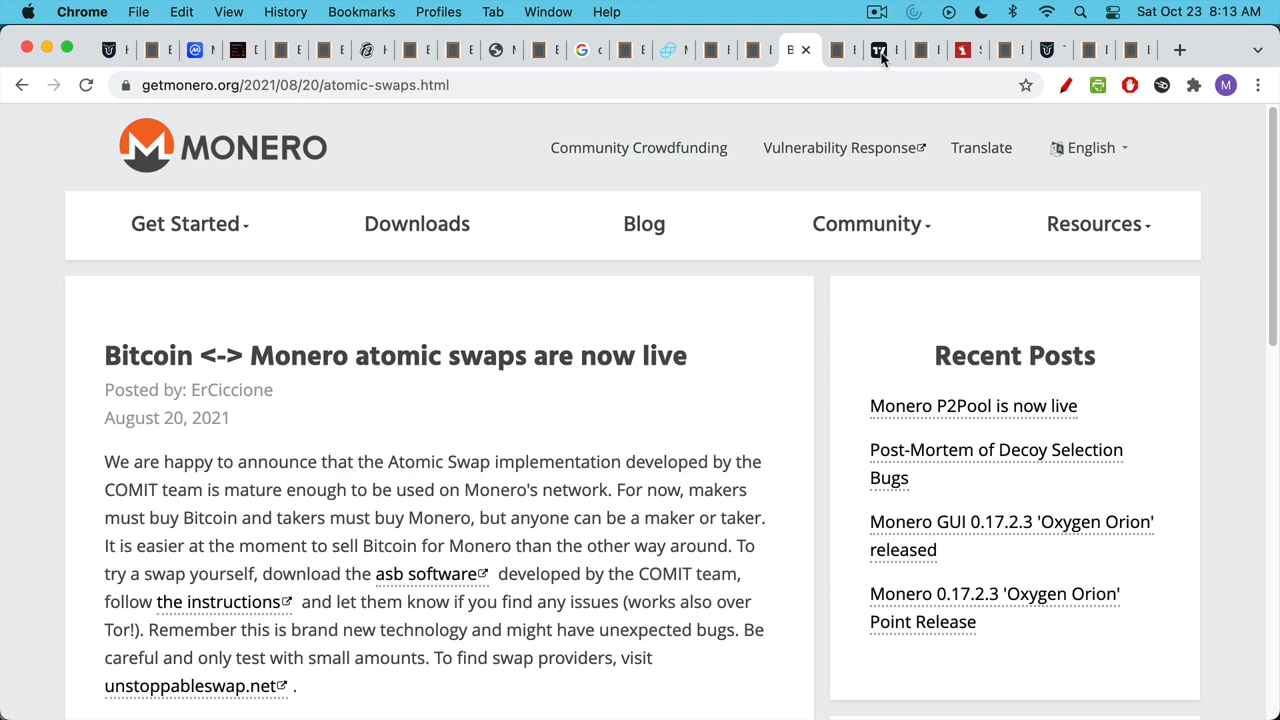 Chrome File Edit View History Bookmarks Profiles Tab Window Help Sat Oct 23 8:13 AM
getmonero.org/2021/08/20/atomic-swaps.html
M
MONERO
Community Crowdfunding Vulnerability Response Translate English
Get Started Downloads Blog Community Resources
Bitcoin <-> Monero atomic swaps are now live
Posted by: ErCiccione
August 20, 2021
We are happy to announce that the Atomic Swap implementation developed by the
COMIT team is mature enough to be used on Monero's network. For now, makers
must buy Bitcoin and takers must buy Monero, but anyone can be a maker or taker.
It is easier at the moment to sell Bitcoin for Monero than the other way around. To
try a swap yourself, download the asb software developed by the COMIT team,
follow the instructions and let them know if you find any issues (works also over
Tor!). Remember this is brand new technology and might have unexpected bugs. Be
careful and only test with small amounts. To find swap providers, visit
unstoppableswap.net .
Recent Posts
Monero P2Pool is now live
Post-Mortem of Decoy Selection
Bugs
Monero GUI 0.17.2.3 'Oxygen Orion'
released
Monero 0.17.2.3 'Oxygen Orion'
Point Release